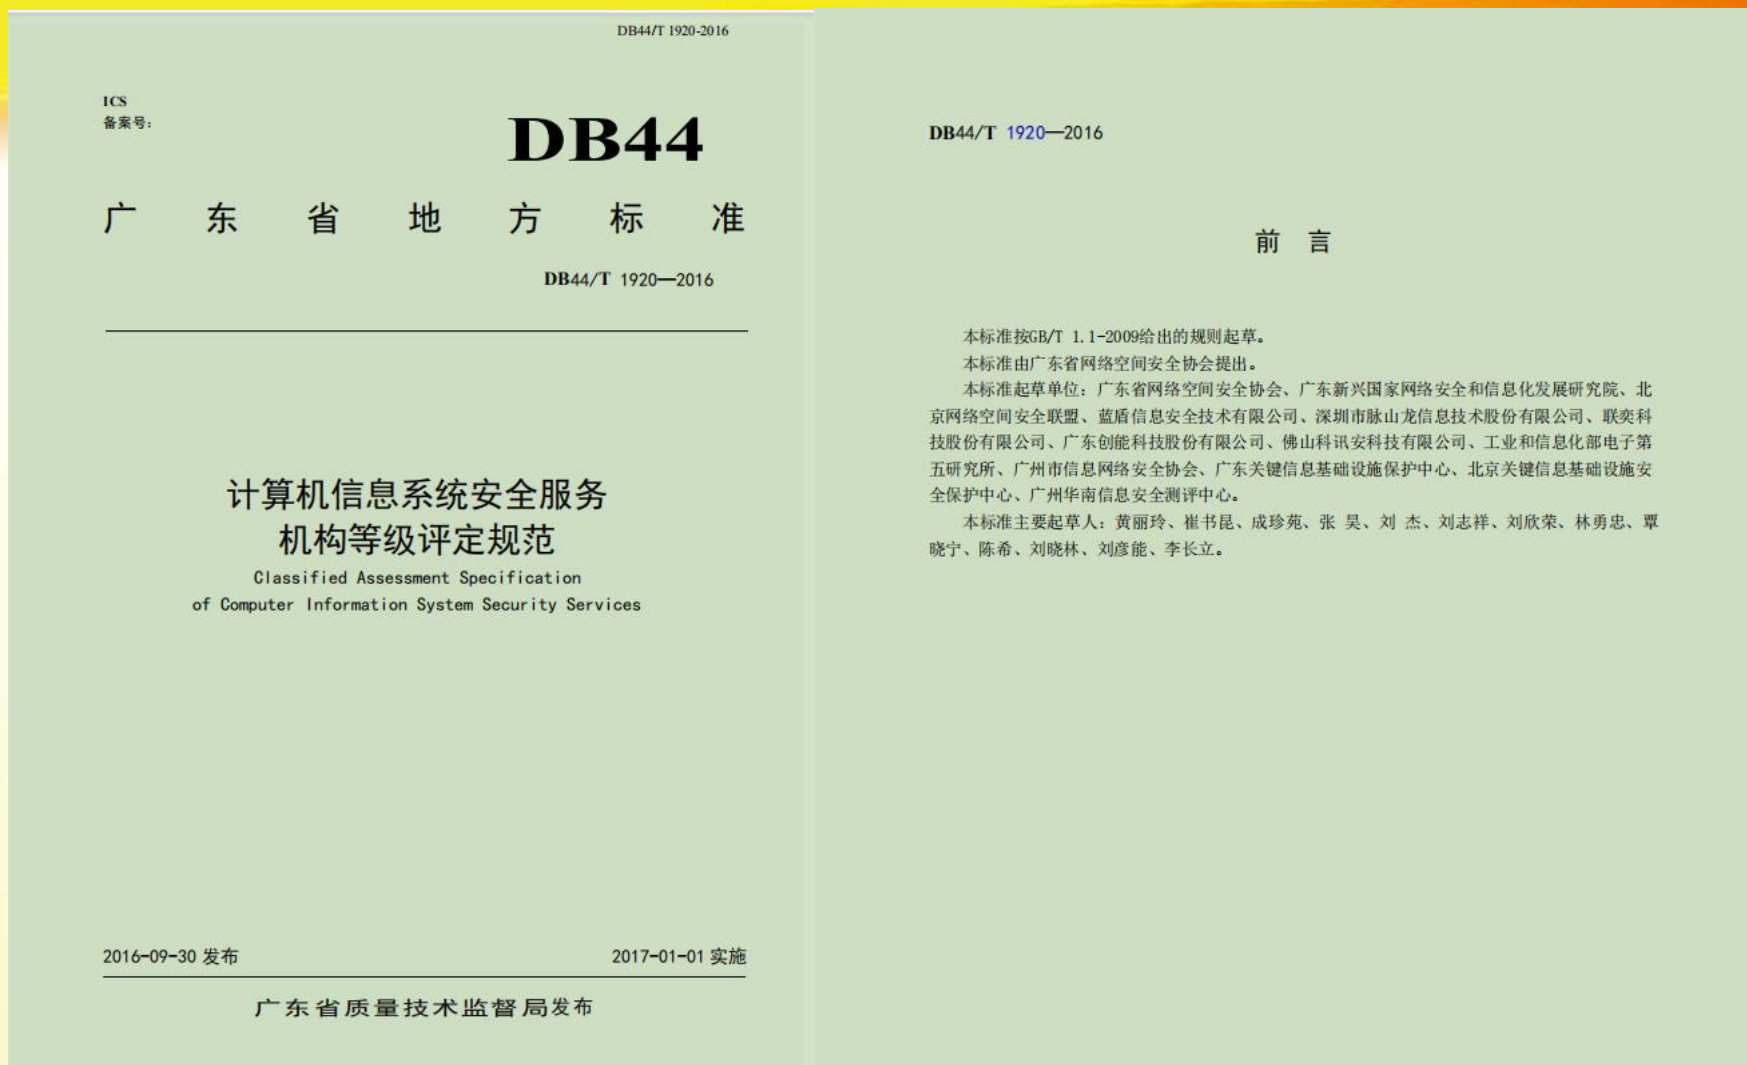 DB44/T 1920-2016
ICS
备案号:
DB44
广东省地方标准
DB44/T 1920—2016
计算机信息系统安全服务
机构等级评定规范
Classified Assessment Specification
of Computer Information System Security Services
2016-09-30 发布
2017-01-01 实施
广东省质量技术监督局发布
DB44/T 1920—2016
前 言
本标准按GB/T 1.1-2009给出的规则起草。
本标准由广东省网络空间安全协会提出。
本标准起草单位：广东省网络空间安全协会、广东新兴国家网络安全和信息化发展研究院、北
京网络空间安全联盟、蓝盾信息安全技术有限公司、深圳市脉山龙信息技术股份有限公司、联奕科
技股份有限公司、广东创能科技股份有限公司、佛山科讯安科技有限公司、工业和信息化部电子第
五研究所、广州市信息网络安全协会、广东关键信息基础设施保护中心、北京关键信息基础设施安
全保护中心、广州华南信息安全测评中心。
本标准主要起草人：黄丽玲、崔书昆、成珍苑、张 昊、刘 杰、刘志祥、刘欣荣、林勇忠、覃
晓宁、陈希、刘晓林、刘彦能、李长立。